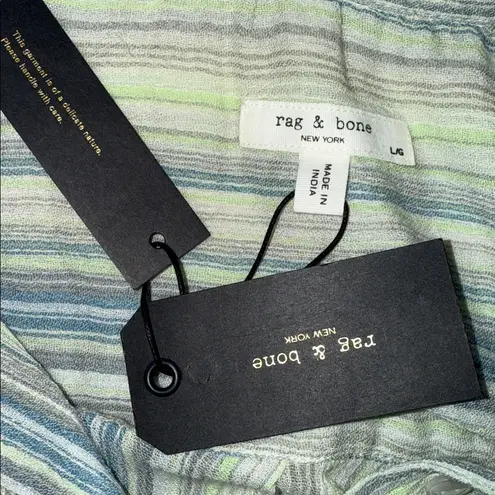 This garment is of a delicate nature.
Please handle with care.
rag & bone
NEW YORK
L/G
MADE IN
INDIA
rag & bone
NEW YORK